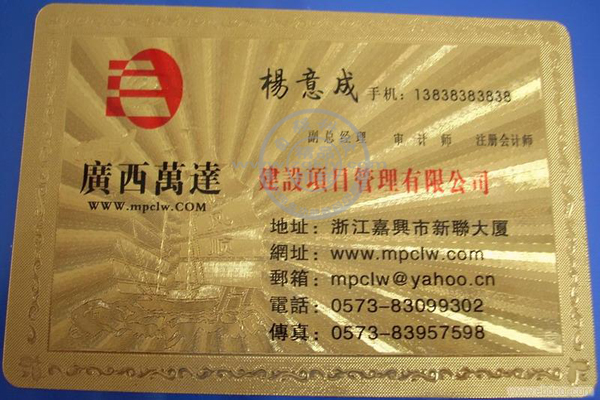 楊意成 手机：13838383838
副总经理 审计师 注册会计师
廣西萬達 建設項目管理有限公司
WWW.mpclw.COM
地址：浙江嘉興市新聯大厦
網址：www.mpclw.com
郵箱：mpclw@yahoo.cn
電話：0573-83099302
傳真：0573-83957598